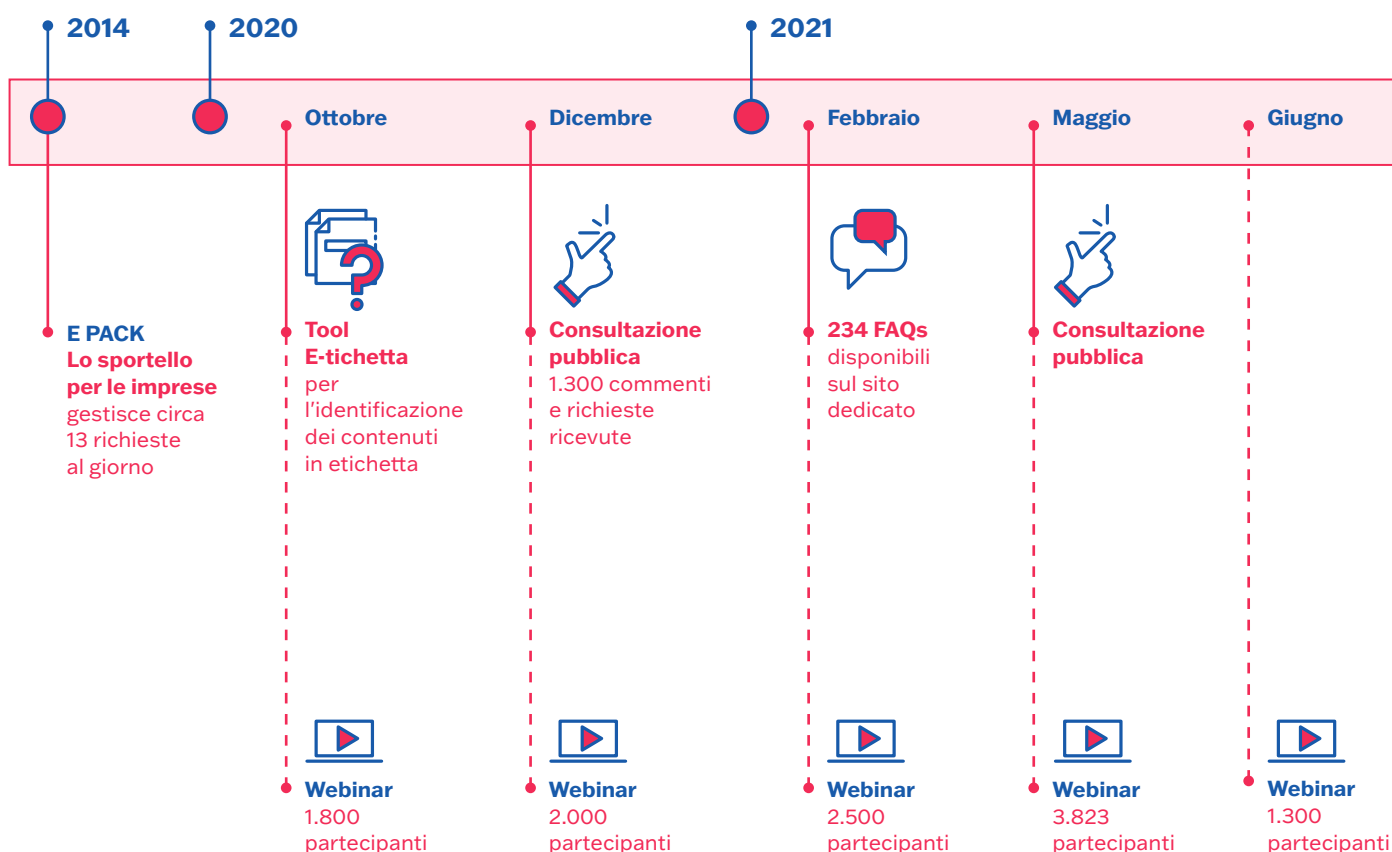 2014
2020
2021
Ottobre
Dicembre
Febbraio
Maggio
Giugno
E PACK
Lo sportello
per le imprese
gestisce circa
13 richieste
al giorno
Tool
E-tichetta
per
l'identificazione
dei contenuti
in etichetta
Consultazione
pubblica
1.300 commenti
e richieste
ricevute
234 FAQs
disponibili
sul sito
dedicato
Consultazione
pubblica
Webinar
1.800
partecipanti
Webinar
2.000
partecipanti
Webinar
2.500
partecipanti
Webinar
3.823
partecipanti
Webinar
1.300
partecipanti